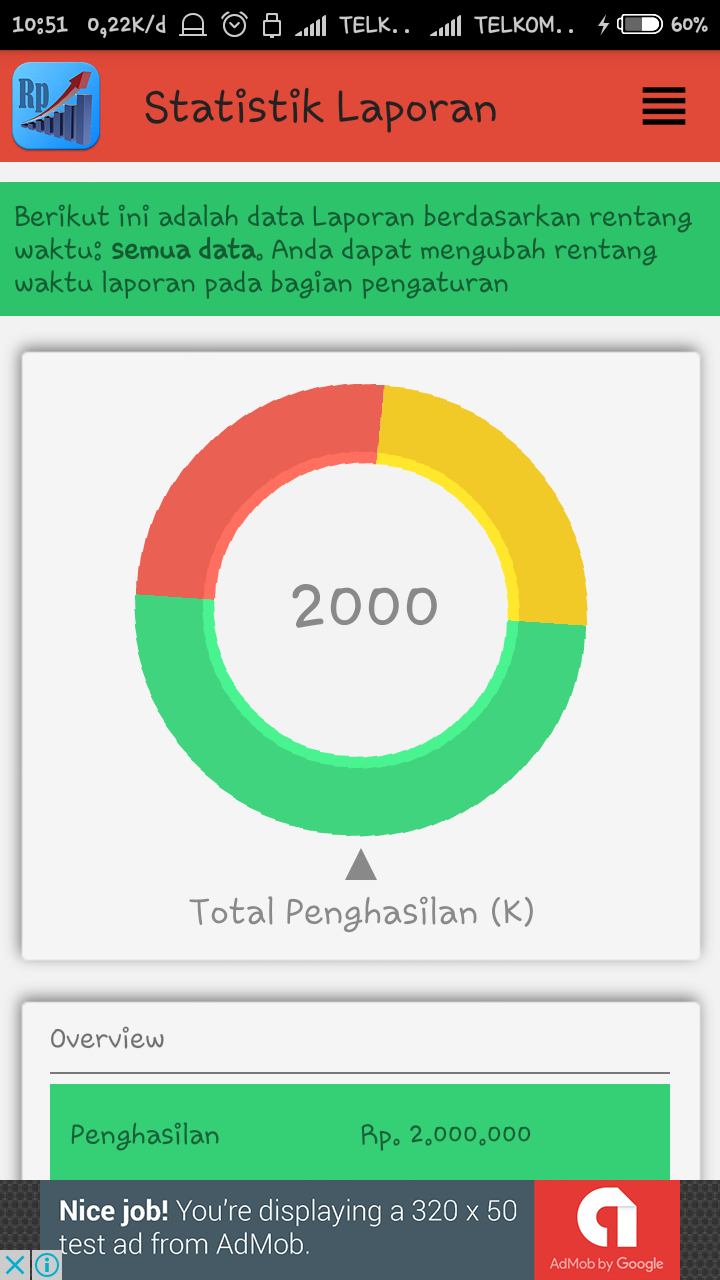 10:51 0,22K/d TELK.. TELKOM.. 60%
Rp
Statistik Laporan
Berikut ini adalah data Laporan berdasarkan rentang
waktu: semua data. Anda dapat mengubah rentang
waktu laporan pada bagian pengaturan
2000
Total Penghasilan (K)
Overview
Penghasilan Rp. 2.000.000
Nice job! You're displaying a 320 x 50
test ad from AdMob.
AdMob by Google